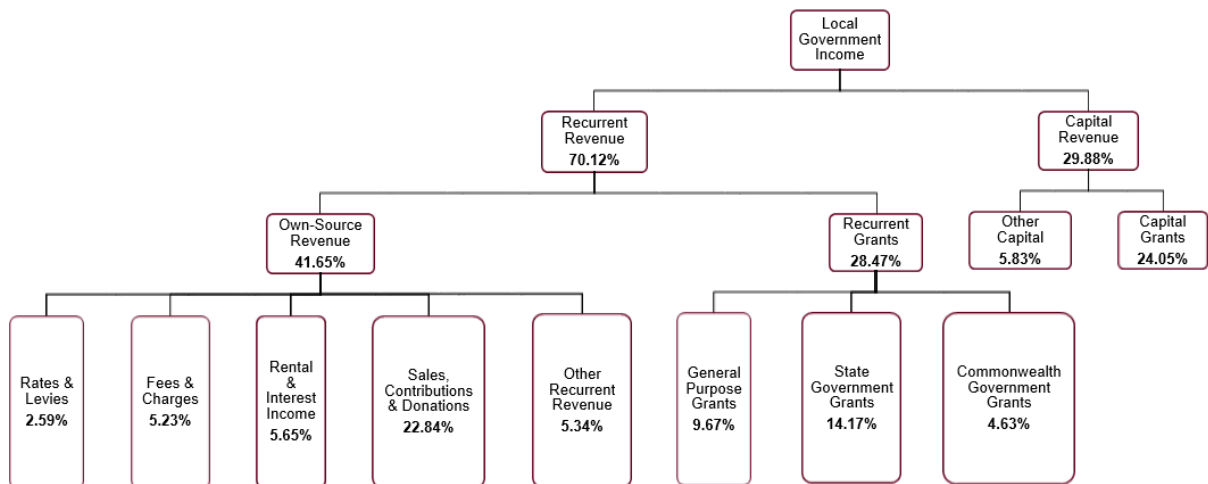 Local
Government
Income
Recurrent
Revenue
70.12%
Capital
Revenue
29.88%
Own-Source
Revenue
41.65%
Recurrent
Grants
28.47%
Other
Capital
5.83%
Capital
Grants
24.05%
Rates &
Levies
2.59%
Fees &
Charges
5.23%
Rental
&
Interest
Income
5.65%
Sales,
Contributions
& Donations
22.84%
Other
Recurrent
Revenue
5.34%
General
Purpose
Grants
9.67%
State
Government
Grants
14.17%
Commonwealth
Government
Grants
4.63%